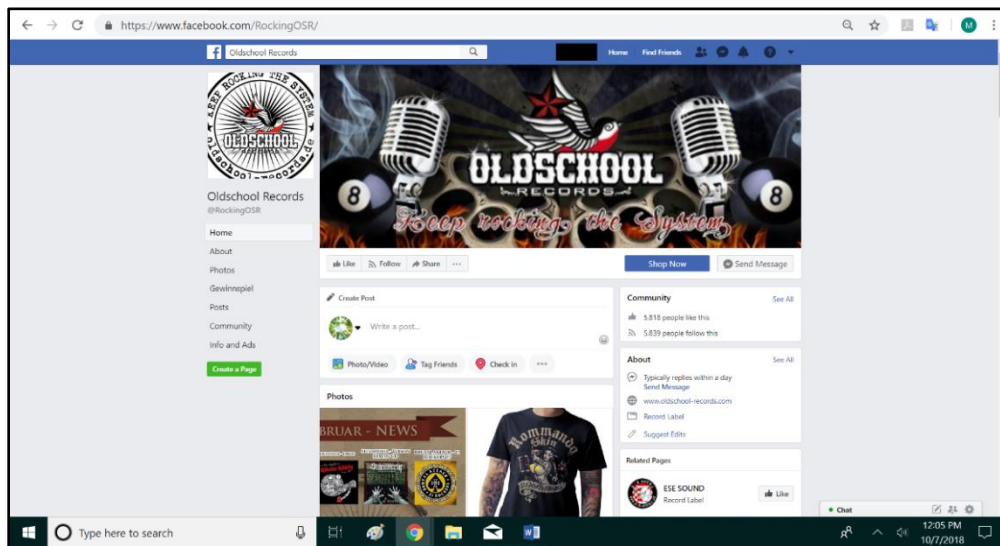 https://www.facebook.com/RockingOSR/
M
Oldschool Records
Home Find Friends
KEEP ROCKING THE SYSTEM
OLDSCHOOL
RECORDS
oldschool-records.de
8 OLDSCHOOL 8
RECORDS
Keep rocking the System
Oldschool Records
@RockingOSR
Home
About
Photos
Gewinnspiel
Posts
Community
Info and Ads
Create a Page
Like Follow Share ...
Shop Now Send Message
Create Post
Write a post...
Photo/Video Tag Friends Check in ...
Photos
BRUAR - NEWS
Kommando
Skin
Community See All
5.818 people like this
5.839 people follow this
About See All
Typically replies within a day
Send Message
www.oldschool-records.com
Record Label
Suggest Edits
Related Pages
ESE SOUND
Record Label
Like
Chat
Type here to search
12:05 PM
10/7/2018